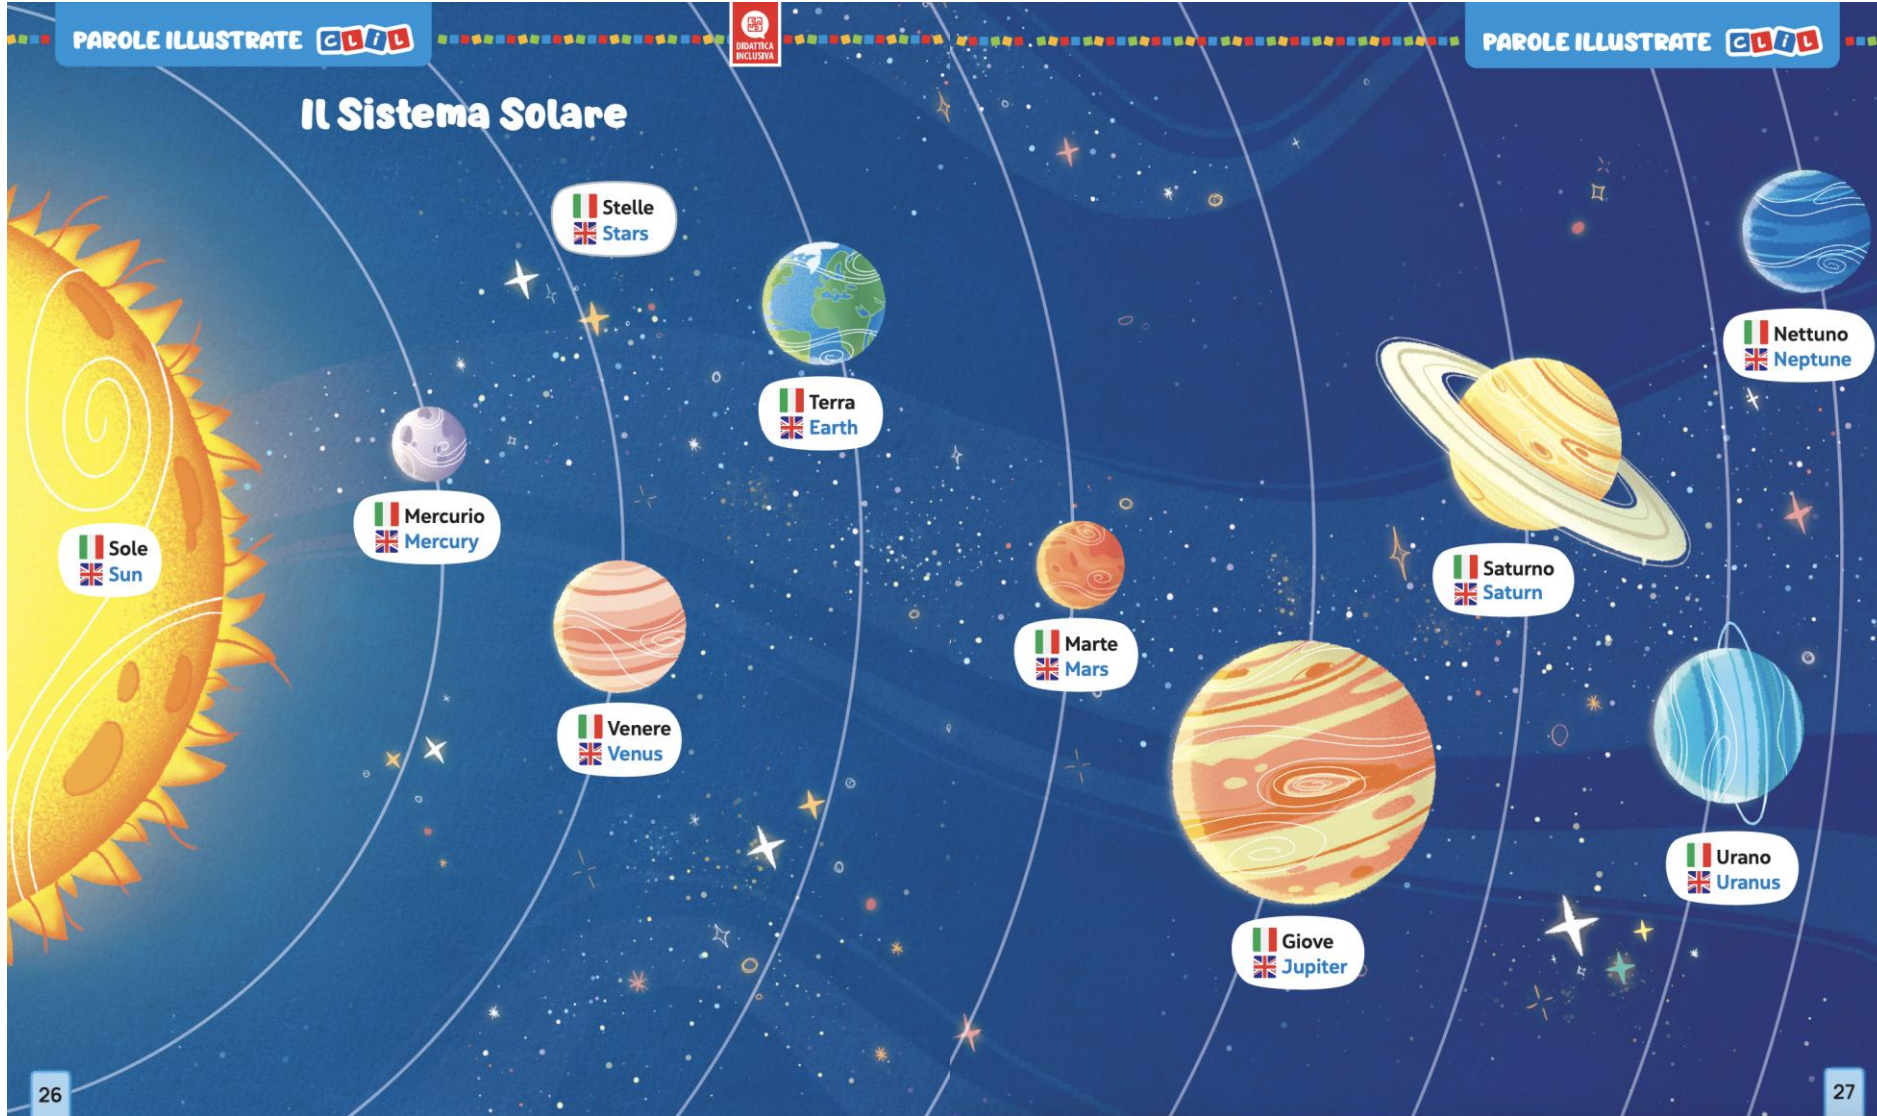 PAROLE ILLUSTRATE CLIL
DIDATTICA
INCLUSIVA
PAROLE ILLUSTRATE CLIL
Il Sistema Solare
Stelle
Stars
Terra
Earth
Nettuno
Neptune
Mercurio
Mercury
Sole
Sun
Saturno
Saturn
Marte
Mars
Venere
Venus
Urano
Uranus
Giove
Jupiter
26
27